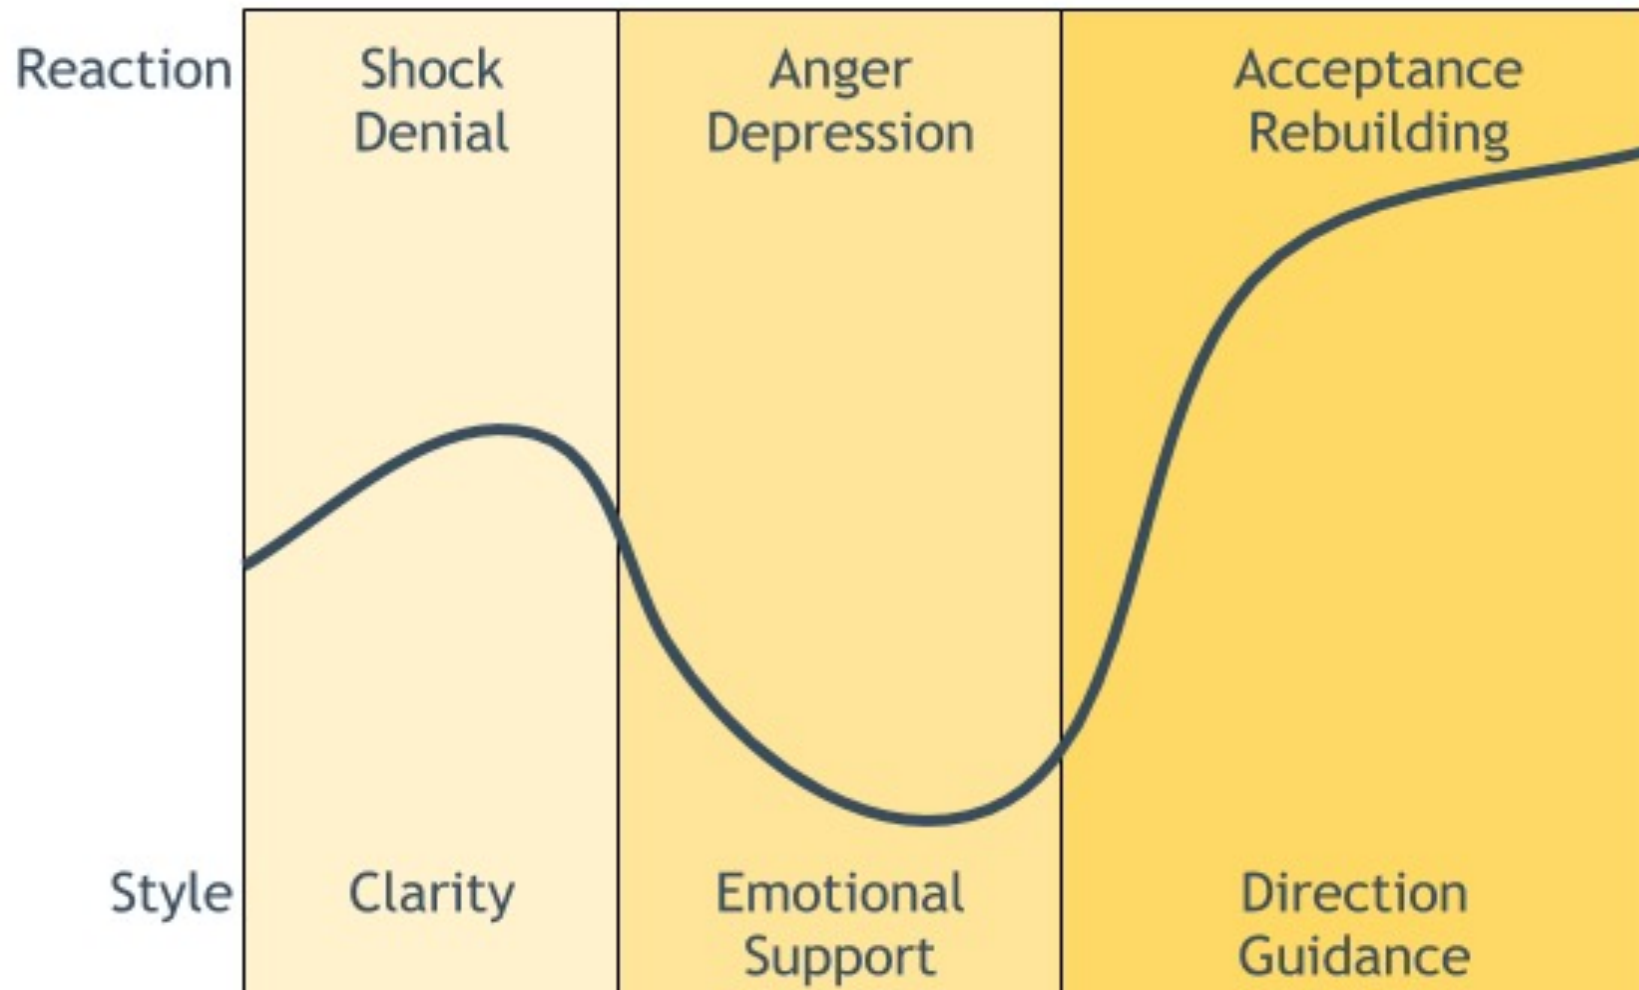 Reaction
Shock
Denial
Anger
Depression
Acceptance
Rebuilding
Style
Clarity
Emotional
Support
Direction
Guidance